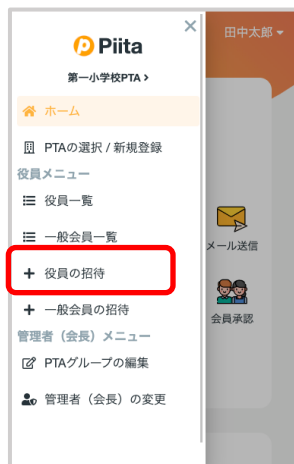 ×
Piita
田中太郎
第一小学校PTA >
ホーム
PTAの選択 / 新規登録
役員メニュー
役員一覧
一般会員一覧
メール送信
役員の招待
一般会員の招待
会員承認
管理者（会長）メニュー
PTAグループの編集
管理者（会長）の変更